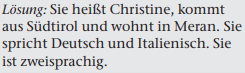 Lösung: Sie heißt Christine, kommt
aus Südtirol und wohnt in Meran. Sie
spricht Deutsch und Italienisch. Sie
ist zweisprachig.